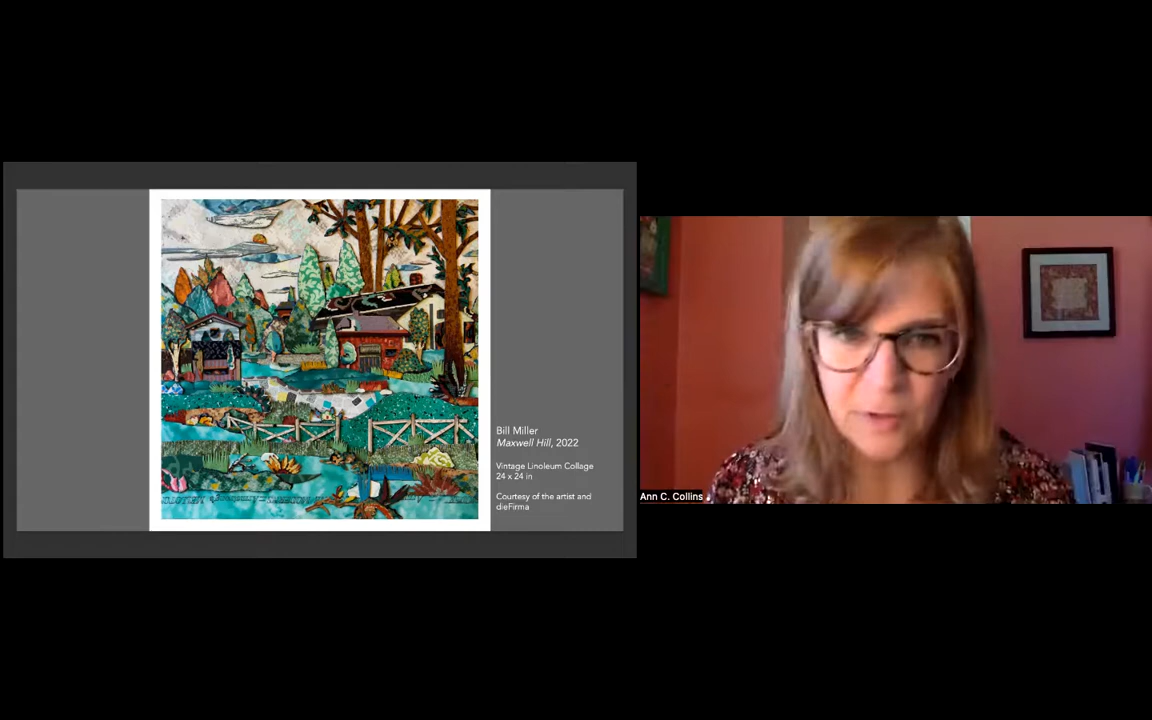 Bill Miller
Maxwell Hill, 2022
Vintage Linoleum Collage
24 x 24 in
Courtesy of the artist and
dieFirma
Ann C. Collins